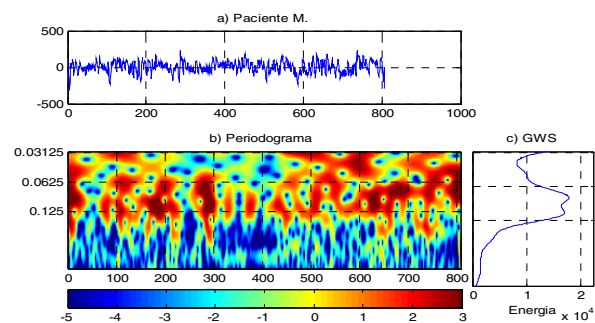 a) Paciente M.
500
0
-500
0 200 400 600 800 1000
b) Periodograma
0.03125
0.0625
0.125
0 100 200 300 400 500 600 700 800
-5 -4 -3 -2 -1 0 1 2 3
c) GWS
0 1 2
Energia x 10^4